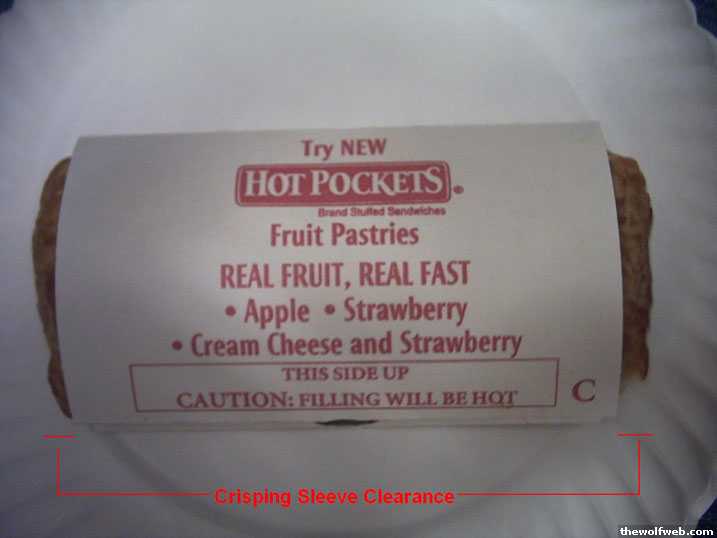 Try NEW
HOT POCKETS®
Brand Stuffed Sandwiches
Fruit Pastries
REAL FRUIT, REAL FAST
• Apple • Strawberry
• Cream Cheese and Strawberry
THIS SIDE UP
CAUTION: FILLING WILL BE HOT
C
Crisping Sleeve Clearance
thewolfweb.com